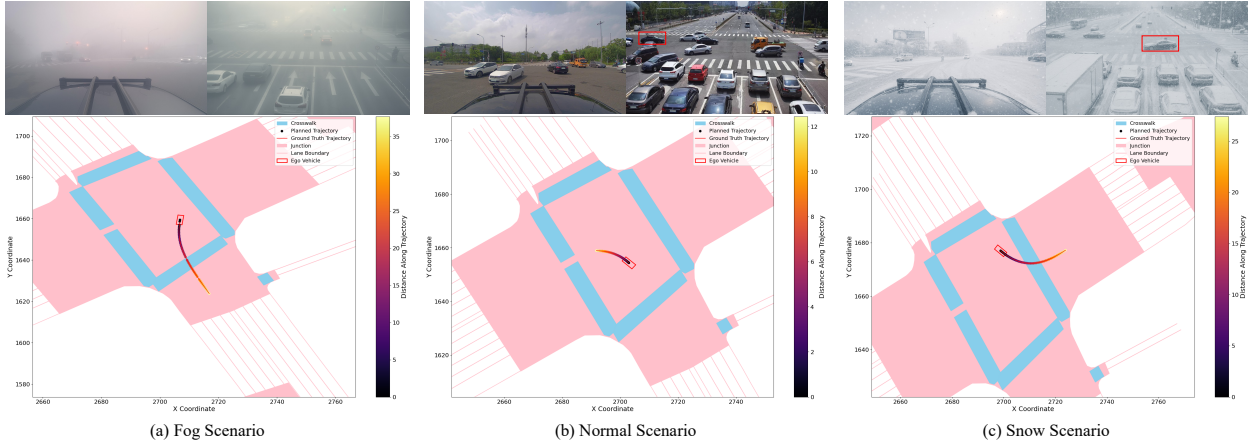 1700
1680
1660
1640
1620
1600
1580
Y Coordinate
2660
2680
2700
2720
2740
2760
X Coordinate
Crosswalk
Planned Trajectory
Ground Truth Trajectory
Junction
Lane Boundary
Ego Vehicle
35
30
25
20
15
10
5
0
Distance Along Trajectory
(a) Fog Scenario
1700
1680
1660
1640
1620
Y Coordinate
2660
2680
2700
2720
2740
X Coordinate
Crosswalk
Planned Trajectory
Ground Truth Trajectory
Junction
Lane Boundary
Ego Vehicle
12
10
8
6
4
2
0
Distance Along Trajectory
(b) Normal Scenario
1720
1700
1680
1660
1640
Y Coordinate
2660
2680
2700
2720
2740
2760
X Coordinate
Crosswalk
Planned Trajectory
Ground Truth Trajectory
Junction
Lane Boundary
Ego Vehicle
25
20
15
10
5
0
Distance Along Trajectory
(c) Snow Scenario